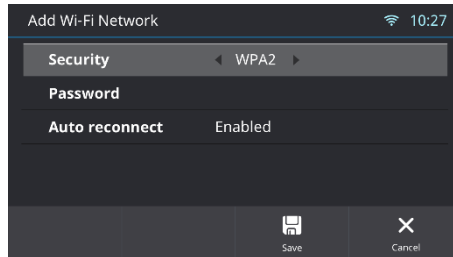 Add Wi-Fi Network 10:27
Security WPA2
Password
Auto reconnect Enabled
Save Cancel